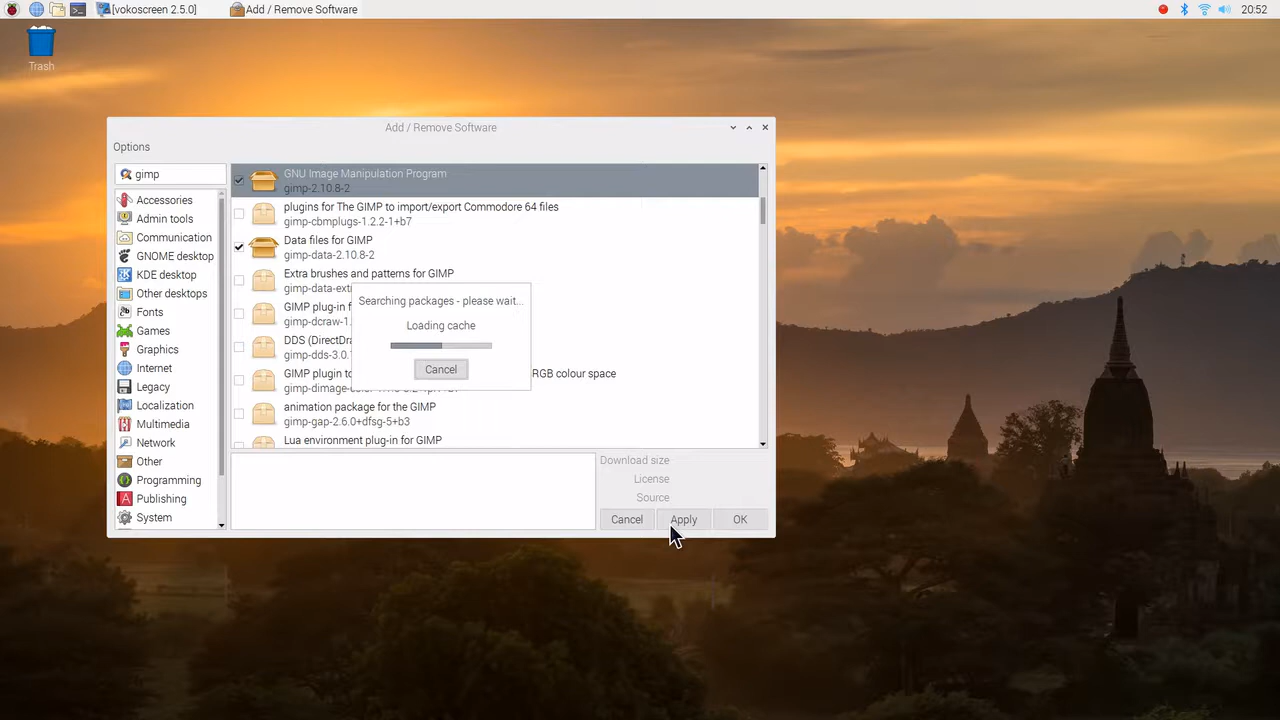 [vokoscreen 2.5.0]
Add / Remove Software
20:52
Trash
Add / Remove Software
Options
gimp
Accessories
Admin tools
Communication
GNOME desktop
KDE desktop
Other desktops
Fonts
Games
Graphics
Internet
Legacy
Localization
Multimedia
Network
Other
Programming
Publishing
System
GNU Image Manipulation Program
gimp-2.10.8-2
plugins for The GIMP to import/export Commodore 64 files
gimp-cbmplugs-1.2.2-1+b7
Data files for GIMP
gimp-data-2.10.8-2
Extra brushes and patterns for GIMP
gimp-data-ext
GIMP plug-in f
gimp-dcraw-1.
DDS (DirectDra
gimp-dds-3.0.
GIMP plugin to
RGB colour space
gimp-dimage-color
animation package for the GIMP
gimp-gap-2.6.0+dfsg-5+b3
Lua environment plug-in for GIMP
Searching packages - please wait...
Loading cache
Cancel
Download size
License
Source
Cancel
Apply
OK